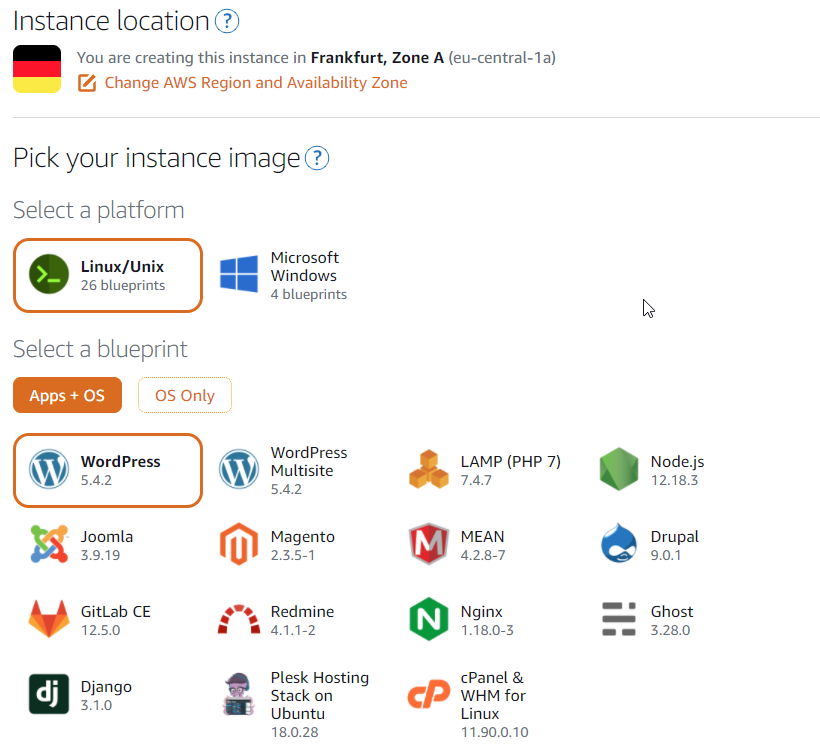 Instance location ?
You are creating this instance in Frankfurt, Zone A (eu-central-1a)
Change AWS Region and Availability Zone
Pick your instance image ?
Select a platform
Linux/Unix
26 blueprints
Microsoft
Windows
4 blueprints
Select a blueprint
Apps + OS
OS Only
WordPress
5.4.2
WordPress
Multisite
5.4.2
LAMP (PHP 7)
7.4.7
Node.js
12.18.3
Joomla
3.9.19
Magento
2.3.5-1
MEAN
4.2.8-7
Drupal
9.0.1
GitLab CE
12.5.0
Redmine
4.1.1-2
Nginx
1.18.0-3
Ghost
3.28.0
dj
Django
3.1.0
Plesk Hosting
Stack on
Ubuntu
18.0.28
cP
cPanel &
WHM for
Linux
11.90.0.10